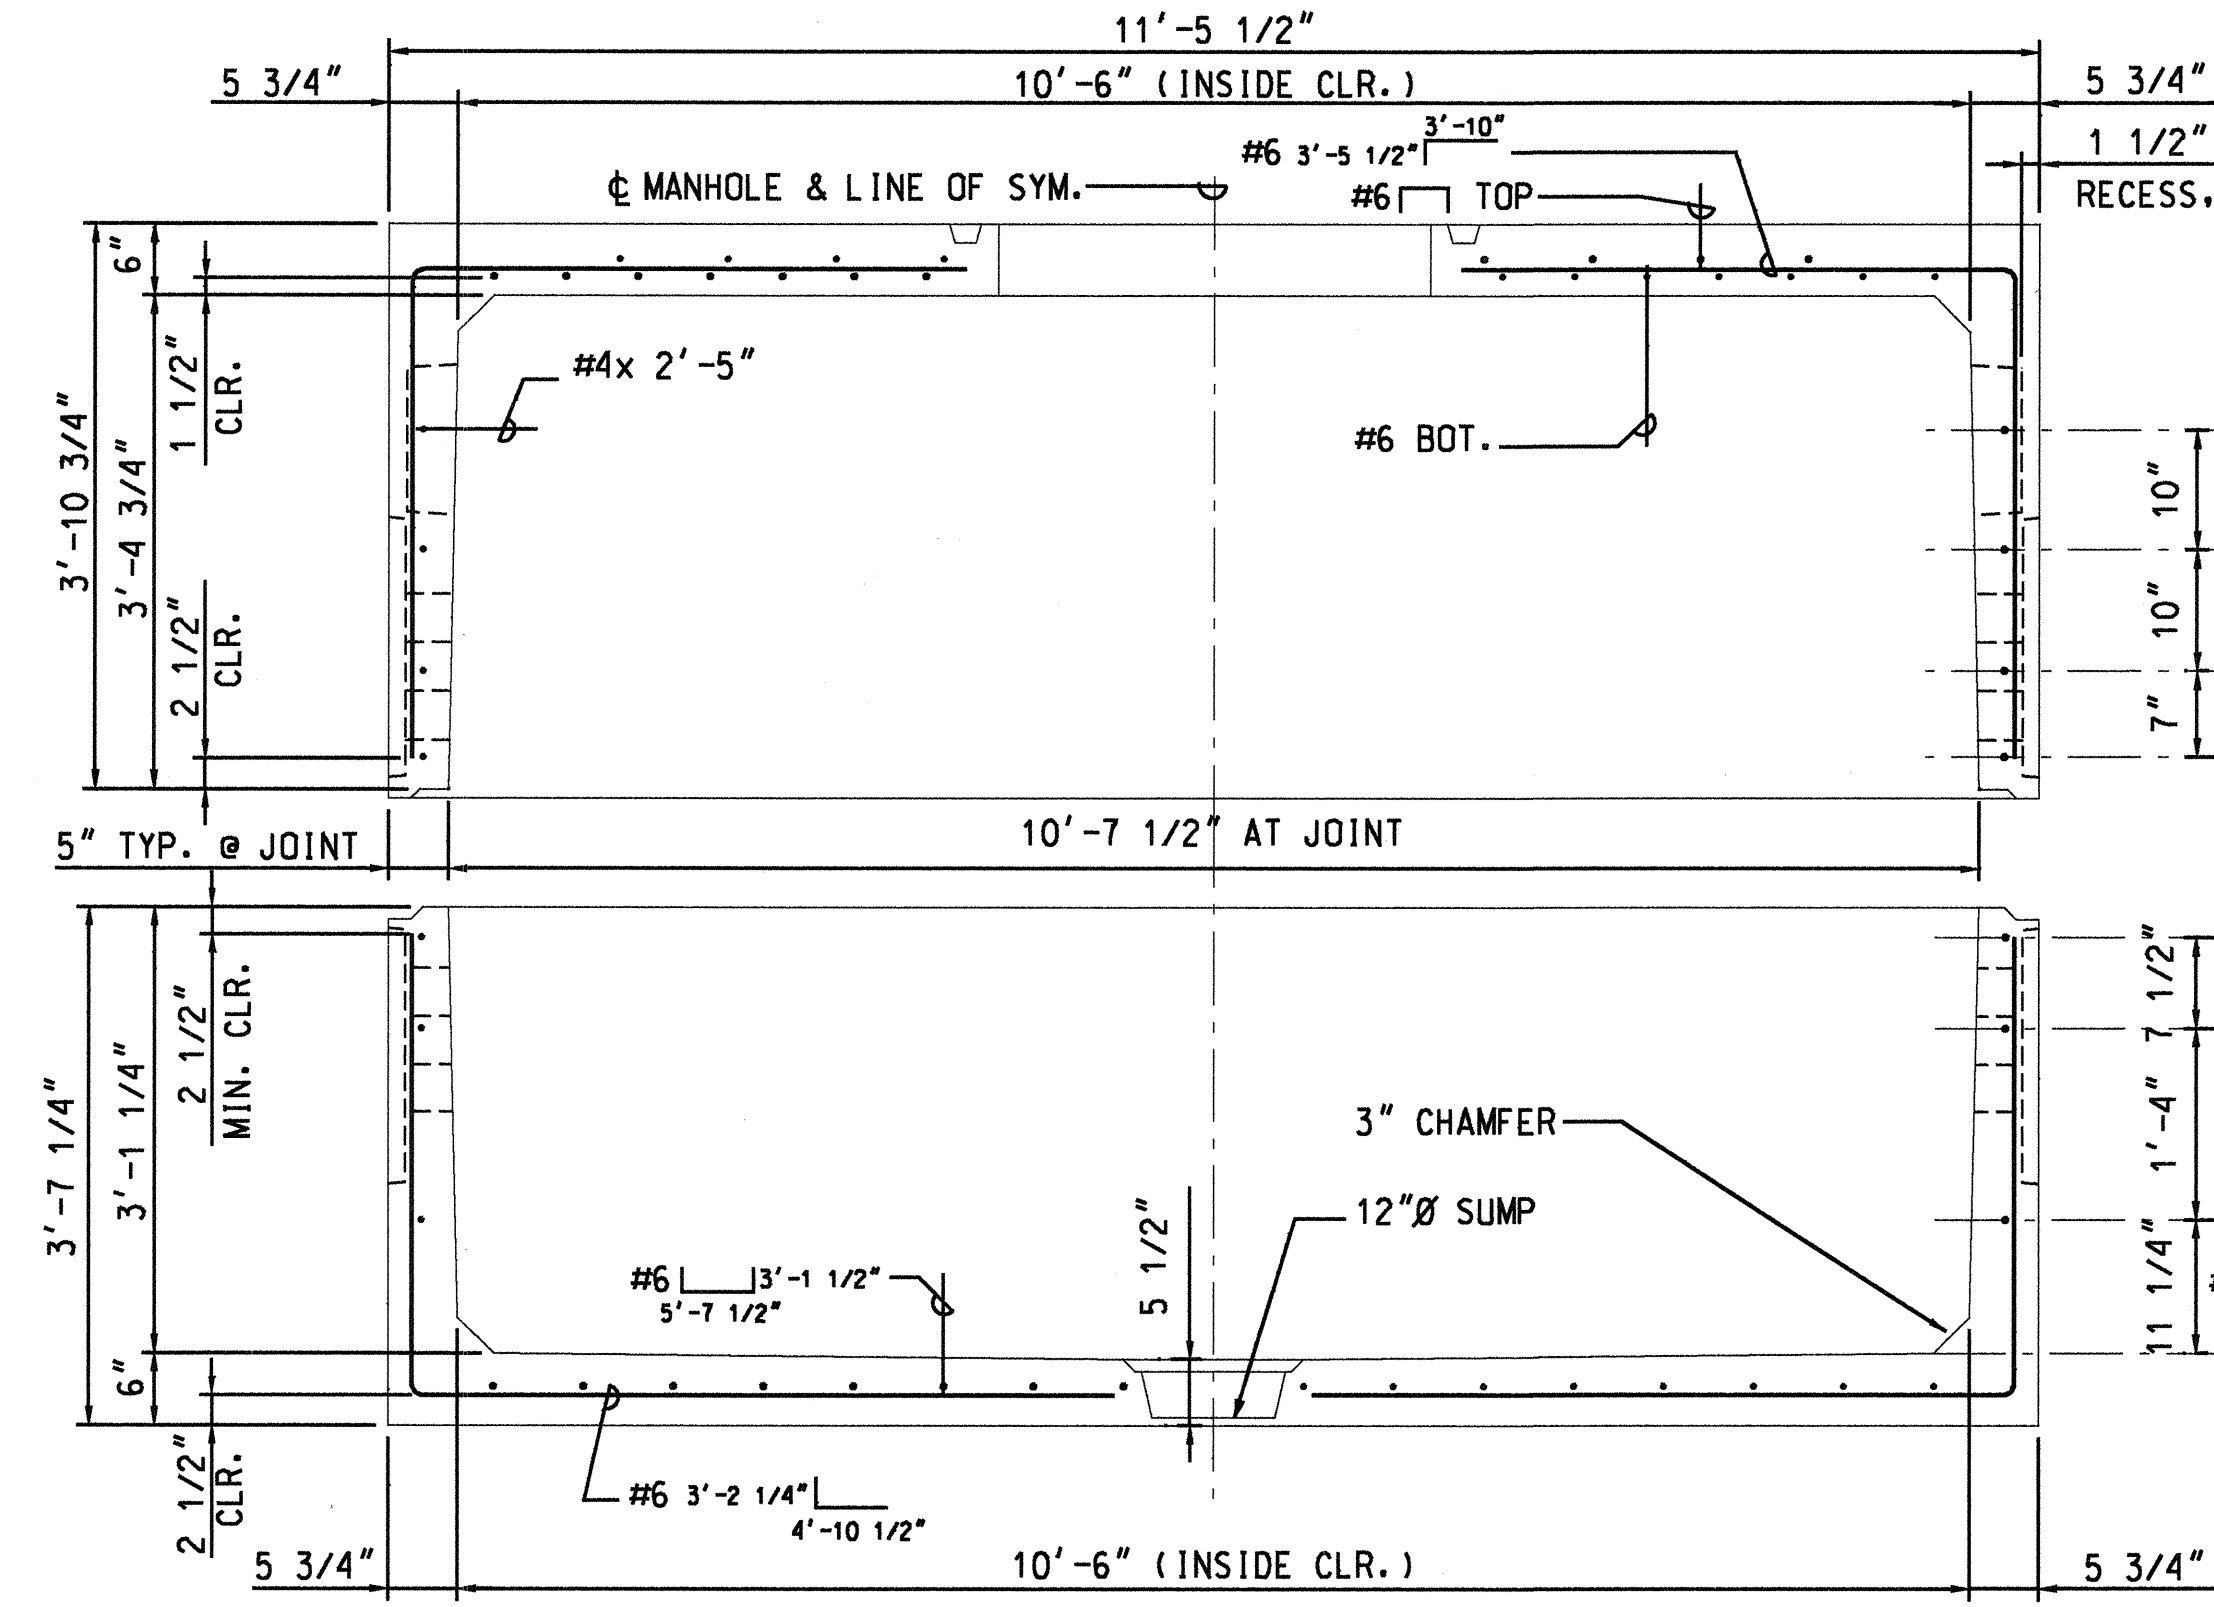 11'-5 1/2"
5 3/4"
10'-6" (INSIDE CLR.)
5 3/4"
3'-10"
#6 3'-5 1/2"
1 1/2"
RECESS,
℄ MANHOLE & LINE OF SYM.
#6 TOP
6"
1 1/2"
CLR.
#4x 2'-5"
3'-10 3/4"
3'-4 3/4"
#6 BOT.
10"
10"
7"
2 1/2"
CLR.
5" TYP. @ JOINT
10'-7 1/2" AT JOINT
7 1/2"
2 1/2"
MIN. CLR.
3'-7 1/4"
3'-1 1/4"
1'-4"
3" CHAMFER
12"Ø SUMP
5 1/2"
11 1/4"
#6 3'-1 1/2"
5'-7 1/2"
6"
2 1/2"
CLR.
#6 3'-2 1/4"
4'-10 1/2"
5 3/4"
10'-6" (INSIDE CLR.)
5 3/4"